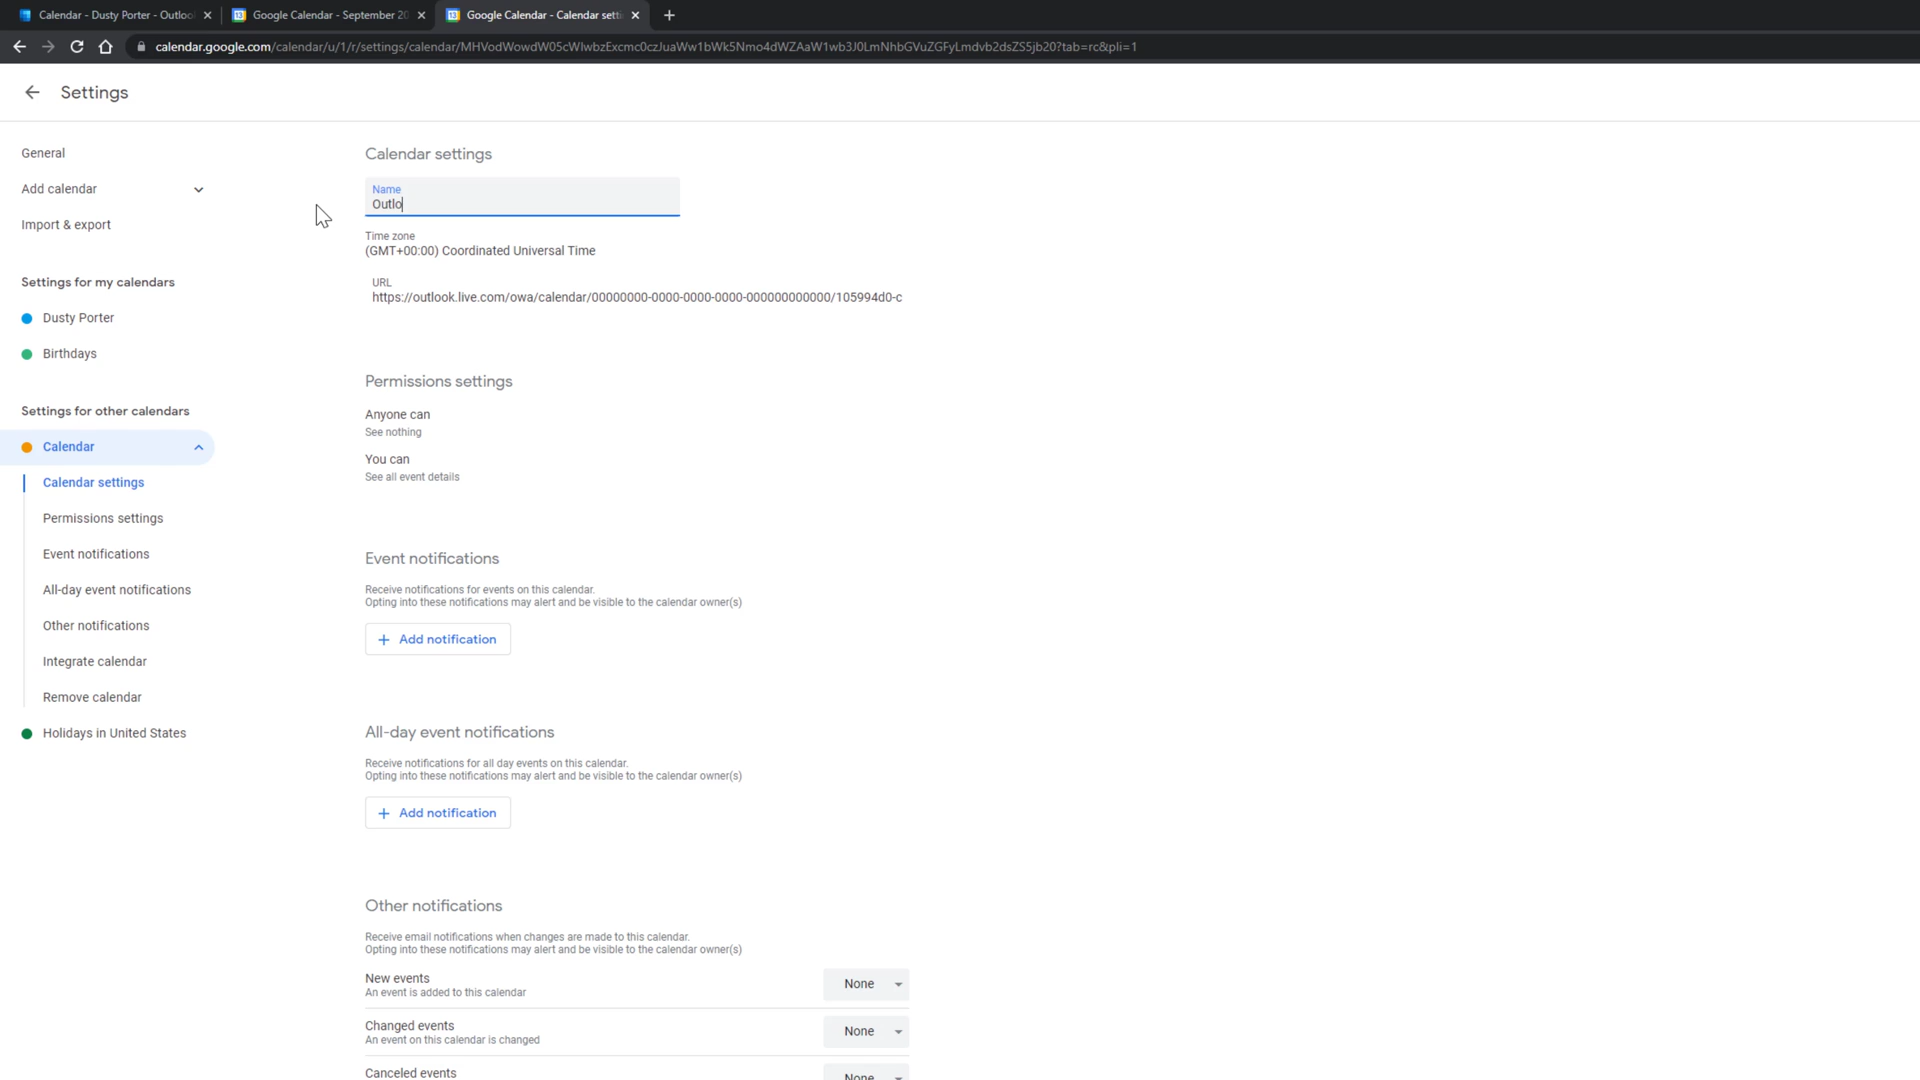 Calendar - Dusty Porter - Outloo
Google Calendar - September 20
Google Calendar - Calendar setti
calendar.google.com/calendar/u/1/r/settings/calendar/MHVodWowdW05cWlwbzExcmc0czJuaWw1bWk5Nmo4dWZAaW1wb3J0LmNhbGVuZGFyLmdvb2dsZS5jb20?tab=rc&pli=1
Settings
General
Add calendar
Import & export
Settings for my calendars
Dusty Porter
Birthdays
Settings for other calendars
Calendar
Calendar settings
Permissions settings
Event notifications
All-day event notifications
Other notifications
Integrate calendar
Remove calendar
Holidays in United States
Calendar settings
Name
Outlo
Time zone
(GMT+00:00) Coordinated Universal Time
URL
https://outlook.live.com/owa/calendar/00000000-0000-0000-0000-000000000000/105994d0-c
Permissions settings
Anyone can
See nothing
You can
See all event details
Event notifications
Receive notifications for events on this calendar.
Opting into these notifications may alert and be visible to the calendar owner(s)
Add notification
All-day event notifications
Receive notifications for all day events on this calendar.
Opting into these notifications may alert and be visible to the calendar owner(s)
Add notification
Other notifications
Receive email notifications when changes are made to this calendar.
Opting into these notifications may alert and be visible to the calendar owner(s)
New events
None
An event is added to this calendar
Changed events
None
An event on this calendar is changed
Canceled events
None